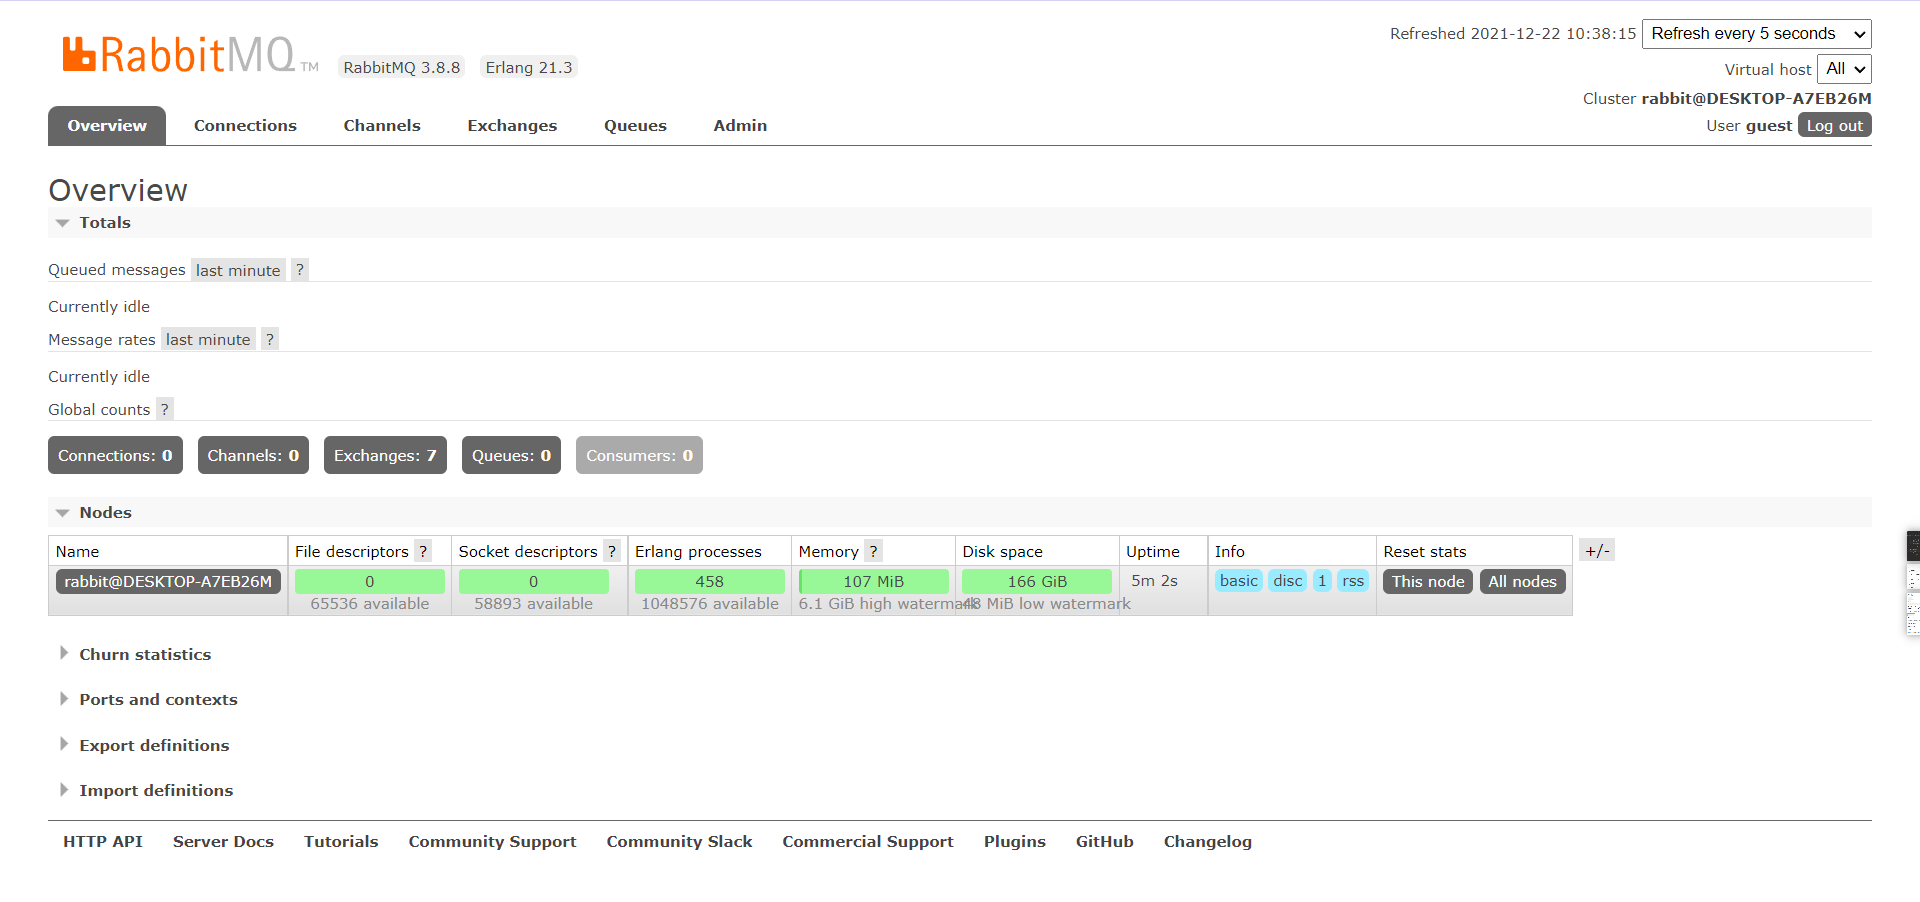 RabbitMQ TM RabbitMQ 3.8.8 Erlang 21.3
Refreshed 2021-12-22 10:38:15 Refresh every 5 seconds
Virtual host All
Cluster rabbit@DESKTOP-A7EB26M
User guest Log out
Overview Connections Channels Exchanges Queues Admin
Overview
Totals
Queued messages last minute ?
Currently idle
Message rates last minute ?
Currently idle
Global counts ?
Connections: 0 Channels: 0 Exchanges: 7 Queues: 0 Consumers: 0
Nodes
Name File descriptors ? Socket descriptors ? Erlang processes Memory ? Disk space Uptime Info Reset stats +/-
rabbit@DESKTOP-A7EB26M 0 0 458 107 MiB 166 GiB 5m 2s basic disc 1 rss This node All nodes
65536 available 58893 available 1048576 available 6.1 GiB high watermark 48 MiB low watermark
Churn statistics
Ports and contexts
Export definitions
Import definitions
HTTP API Server Docs Tutorials Community Support Community Slack Commercial Support Plugins GitHub Changelog